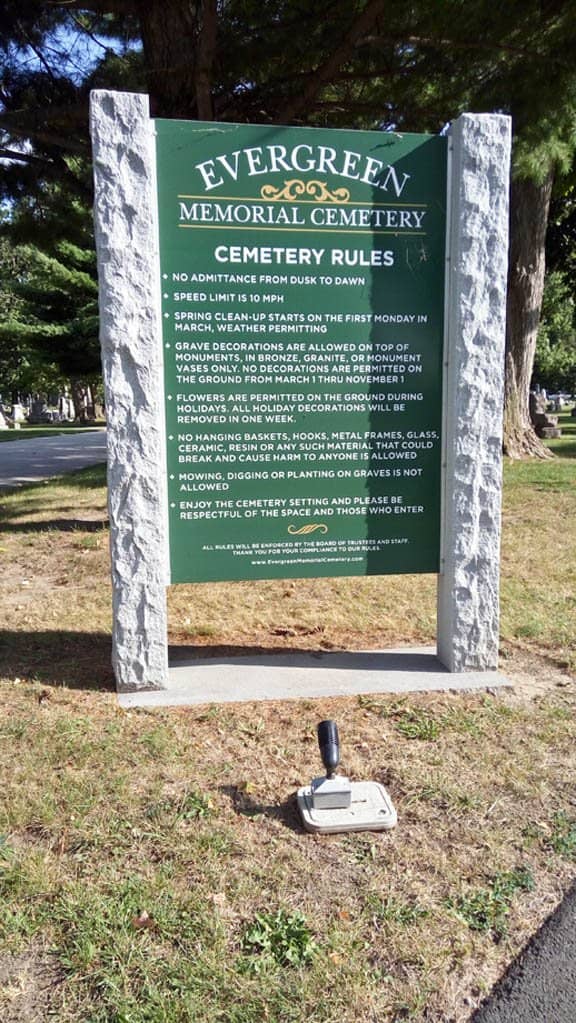 EVERGREEN
MEMORIAL CEMETERY
CEMETERY RULES
• NO ADMITTANCE FROM DUSK TO DAWN
• SPEED LIMIT IS 10 MPH
• SPRING CLEAN-UP STARTS ON THE FIRST MONDAY IN
MARCH, WEATHER PERMITTING
• GRAVE DECORATIONS ARE ALLOWED ON TOP OF
MONUMENTS, IN BRONZE, GRANITE, OR MONUMENT
VASES ONLY. NO DECORATIONS ARE PERMITTED ON
THE GROUND FROM MARCH 1 THRU NOVEMBER 1
• FLOWERS ARE PERMITTED ON THE GROUND DURING
HOLIDAYS. ALL HOLIDAY DECORATIONS WILL BE
REMOVED IN ONE WEEK.
• NO HANGING BASKETS, HOOKS, METAL FRAMES, GLASS,
CERAMIC, RESIN OR ANY SUCH MATERIAL THAT COULD
BREAK AND CAUSE HARM TO ANYONE IS ALLOWED
• MOWING, DIGGING OR PLANTING ON GRAVES IS NOT
ALLOWED
• ENJOY THE CEMETERY SETTING AND PLEASE BE
RESPECTFUL OF THE SPACE AND THOSE WHO ENTER
ALL RULES WILL BE ENFORCED BY THE BOARD OF TRUSTEES AND STAFF.
THANK YOU FOR YOUR COMPLIANCE TO OUR RULES.
www.EvergreenMemorialCemetery.com